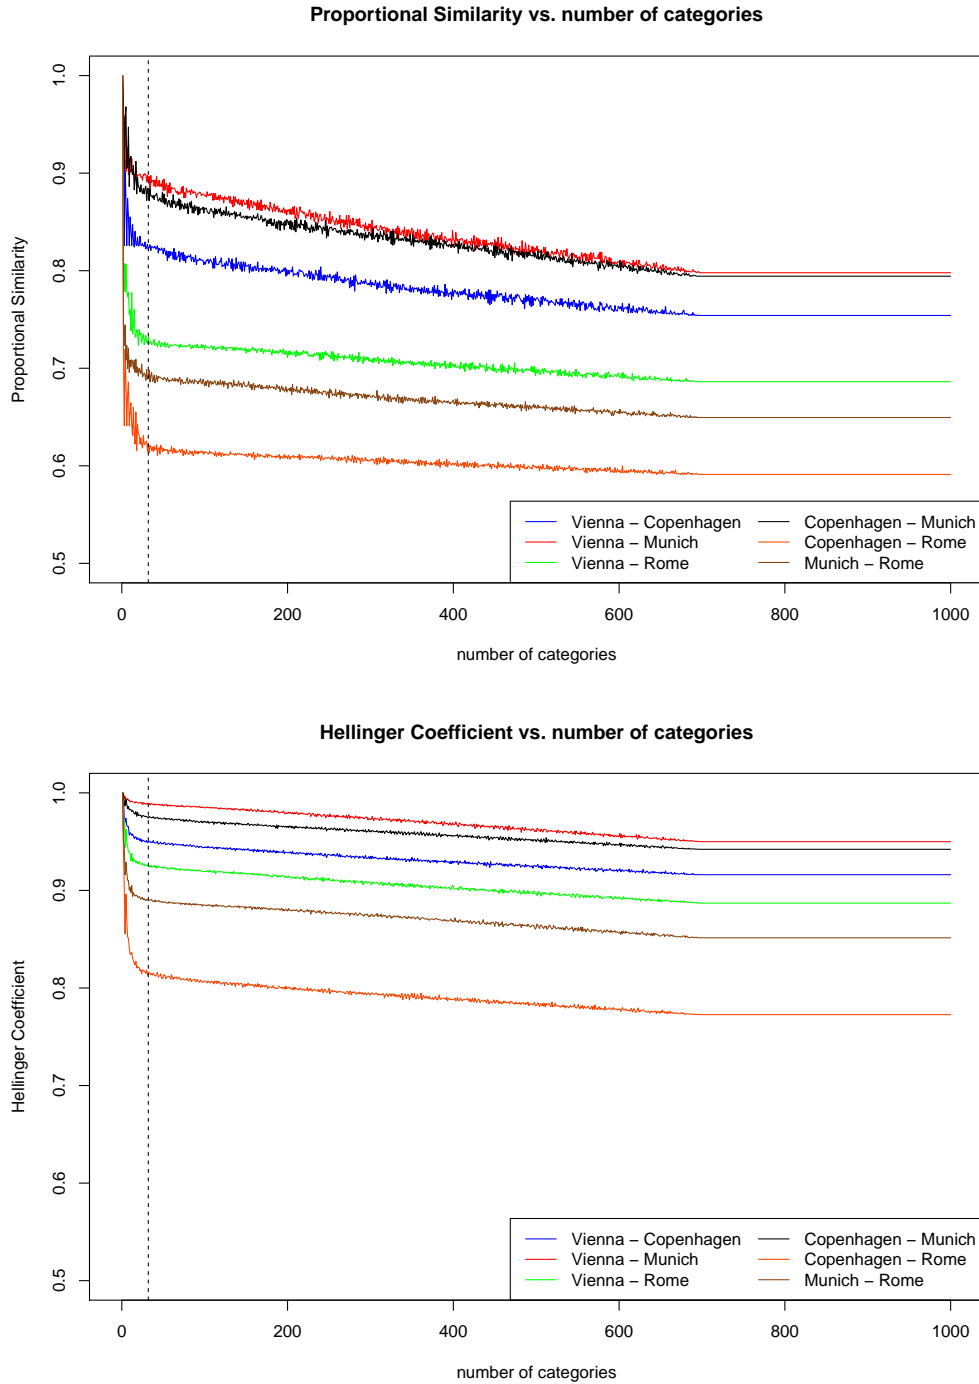 Proportional Similarity vs. number of categories
Proportional Similarity
1.0
0.9
0.8
0.7
0.6
0.5
Vienna − Copenhagen
Vienna − Munich
Vienna − Rome
Copenhagen − Munich
Copenhagen − Rome
Munich − Rome
0 200 400 600 800 1000
number of categories
Hellinger Coefficient vs. number of categories
Hellinger Coefficient
1.0
0.9
0.8
0.7
0.6
0.5
Vienna − Copenhagen
Vienna − Munich
Vienna − Rome
Copenhagen − Munich
Copenhagen − Rome
Munich − Rome
0 200 400 600 800 1000
number of categories